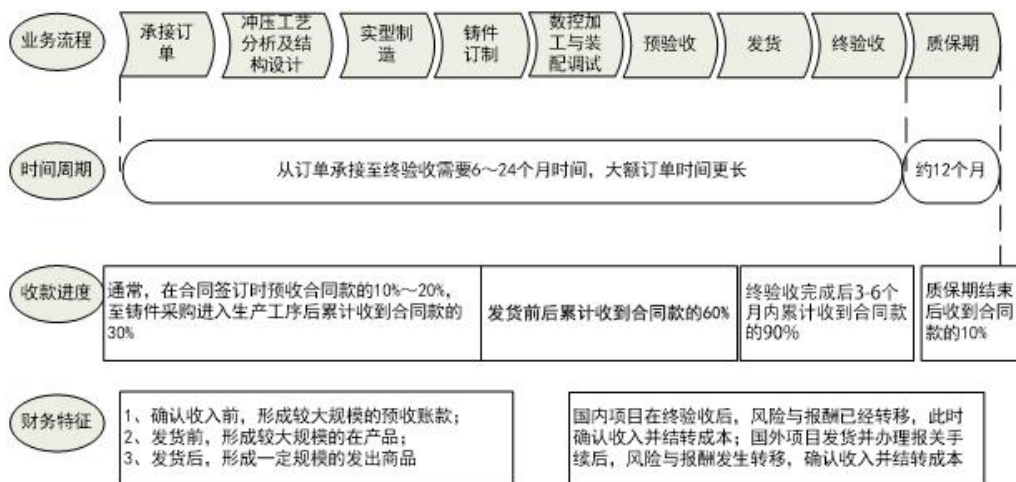 业务流程
承接订
单
冲压工艺
分析及结
构设计
实型制
造
铸件
订制
数控加
工与装
配调试
预验收
发货
终验收
质保期
时间周期
从订单承接至终验收需要6～24个月时间，大额订单时间更长
约12个月
收款进度
通常，在合同签订时预收合同款的10%～20%，
至铸件采购进入生产工序后累计收到合同款的
30%
发货前后累计收到合同款的60%
终验收完成后3-6个
月内累计收到合同款
的90%
质保期结束
后收到合同
款的10%
财务特征
1、确认收入前，形成较大规模的预收账款；
2、发货前，形成较大规模的在产品；
3、发货后，形成一定规模的发出商品
国内项目在终验收后，风险与报酬已经转移，此时
确认收入并结转成本；国外项目发货并办理报关手
续后，风险与报酬发生转移，确认收入并结转成本